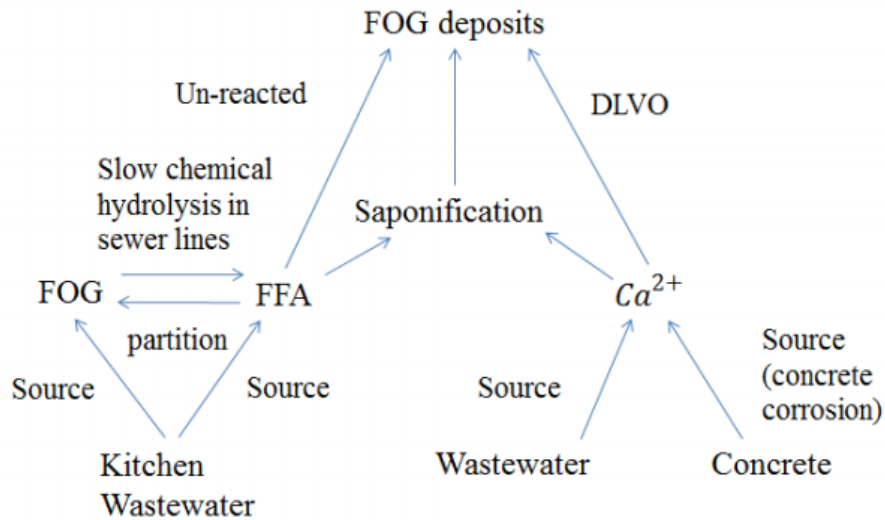 FOG deposits
Un-reacted
DLVO
Slow chemical
hydrolysis in
sewer lines
Saponification
FOG
FFA
Ca²⁺
partition
Source
Source
Source
Source
(concrete
corrosion)
Kitchen
Wastewater
Wastewater
Concrete